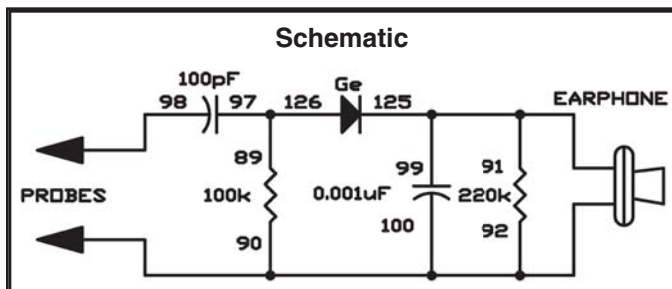 Schematic
100pF
Ge
98 97 126 125
EARPHONE
89
99
91
PROBES
100k
0.001uF
220k
90
100
92